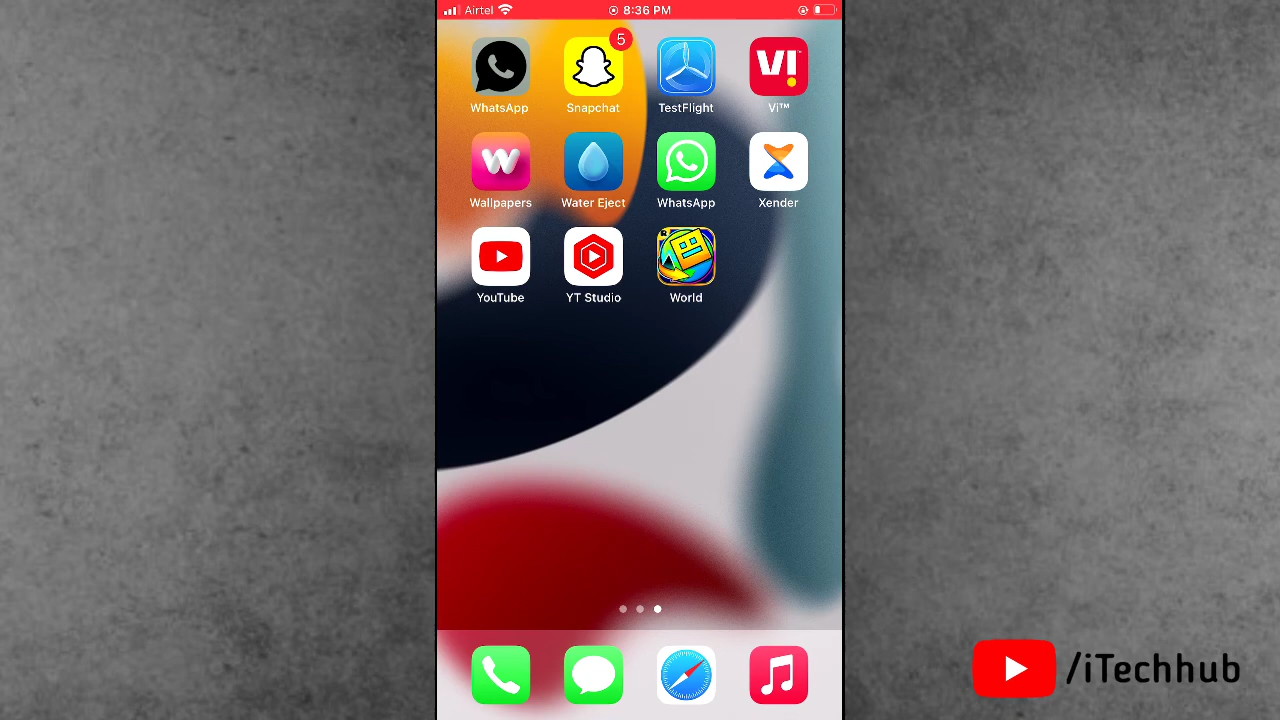 Airtel 8:36 PM
5
WhatsApp Snapchat TestFlight Vi™
Wallpapers Water Eject WhatsApp Xender
YouTube YT Studio World
/iTechhub